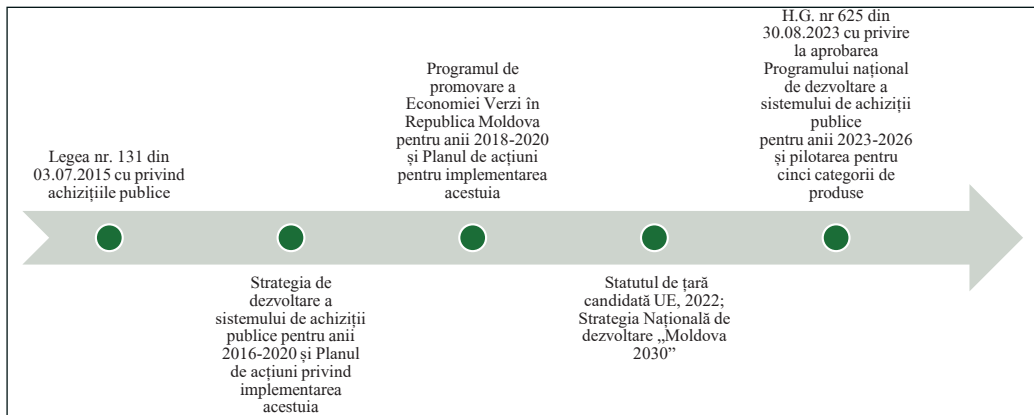 Legea nr. 131 din
03.07.2015 cu privind
achizițiile publice
Strategia de
dezvoltare a
sistemului de achiziții
publice pentru anii
2016-2020 și Planul
de acțiuni privind
implementarea
acestuia
Programul de
promovare a
Economiei Verzi în
Republica Moldova
pentru anii 2018-2020
și Planul de acțiuni
pentru implementarea
acestuia
Statutul de țară
candidată UE, 2022;
Strategia Națională de
dezvoltare „Moldova
2030”
H.G. nr 625 din
30.08.2023 cu privire
la aprobarea
Programului național
de dezvoltare a
sistemului de achiziții
publice
pentru anii 2023-2026
și pilotarea pentru
cinci categorii de
produse